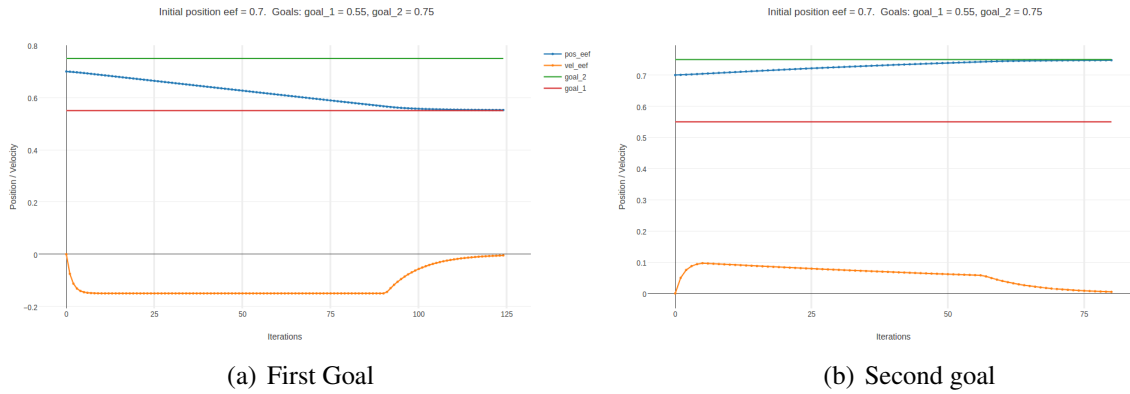 Initial position eef = 0.7.  Goals: goal_1 = 0.55, goal_2 = 0.75
0.8
0.6
0.4
0.2
0
−0.2
Position / Velocity
0
25
50
75
100
125
Iterations
pos_eef
vel_eef
goal_2
goal_1
(a) First Goal
Initial position eef = 0.7.  Goals: goal_1 = 0.55, goal_2 = 0.75
0.7
0.6
0.5
0.4
0.3
0.2
0.1
0
Position / Velocity
0
25
50
75
Iterations
(b) Second goal